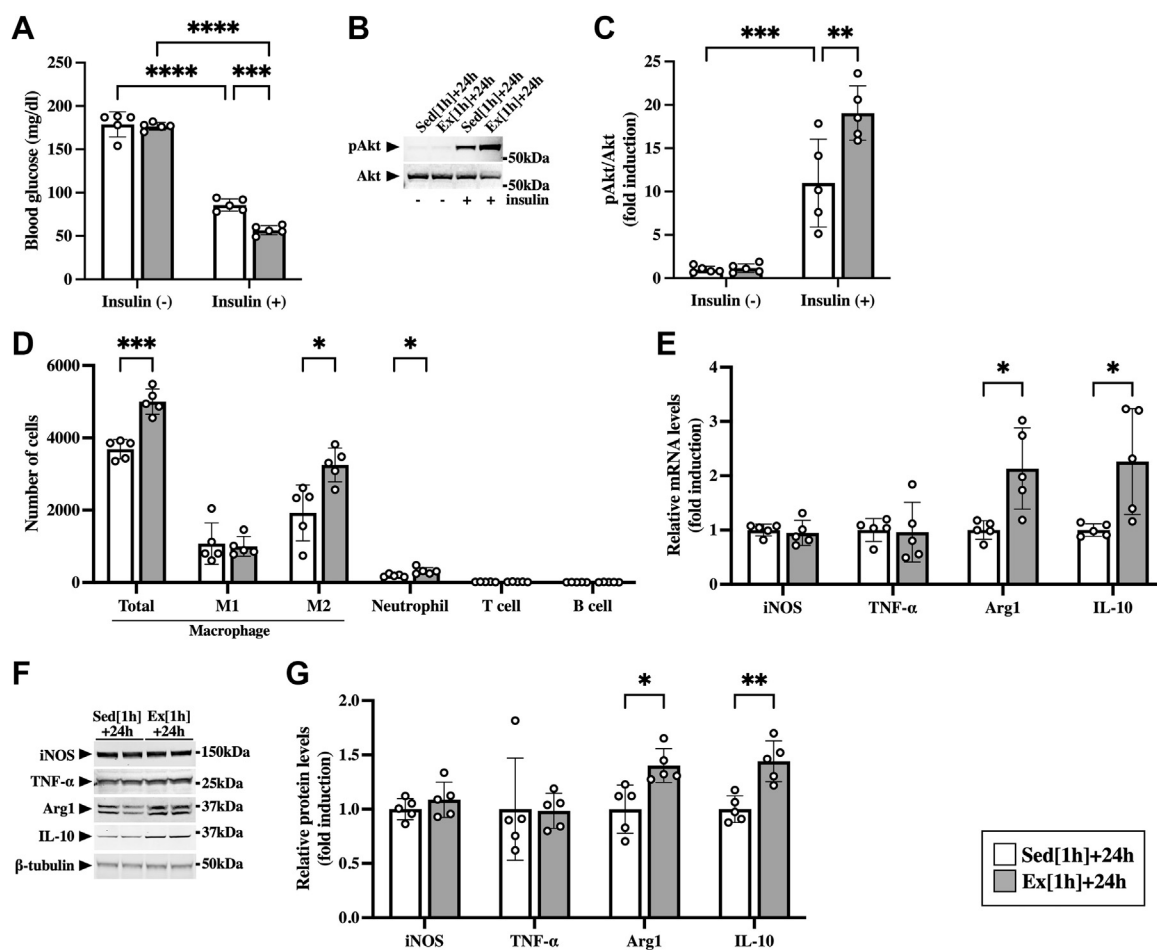 A
****
****
***
Blood glucose (mg/dl)
250
200
150
100
50
0
Insulin (-)
Insulin (+)
B
Sed[1h]+24h
Ex[1h]+24h
Sed[1h]+24h
Ex[1h]+24h
pAkt
-50kDa
Akt
-50kDa
- - + + insulin
C
***
**
pAkt/Akt
(fold induction)
25
20
15
10
5
0
Insulin (-)
Insulin (+)
D
***
*
*
Number of cells
6000
4000
2000
0
Total
M1
M2
Neutrophil
T cell
B cell
Macrophage
E
*
*
Relative mRNA levels
(fold induction)
4
3
2
1
0
iNOS
TNF-α
Arg1
IL-10
F
Sed[1h] Ex[1h]
+24h +24h
iNOS -150kDa
TNF-α -25kDa
Arg1 -37kDa
IL-10 -37kDa
β-tubulin -50kDa
G
*
**
Relative protein levels
(fold induction)
2.0
1.5
1.0
0.5
0.0
iNOS
TNF-α
Arg1
IL-10
Sed[1h]+24h
Ex[1h]+24h